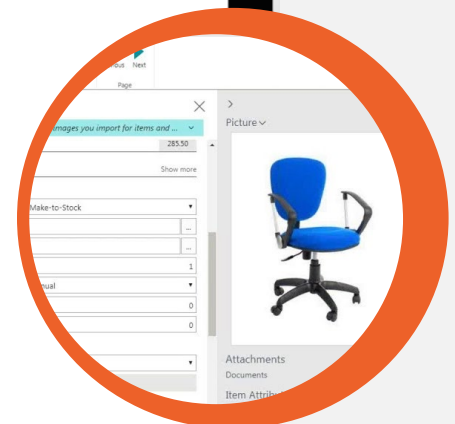 Next
Page
images you import for items and ...
Picture
285.50
Show more
Make-to-Stock
...
...
1
0
0
Attachments
Documents
Item